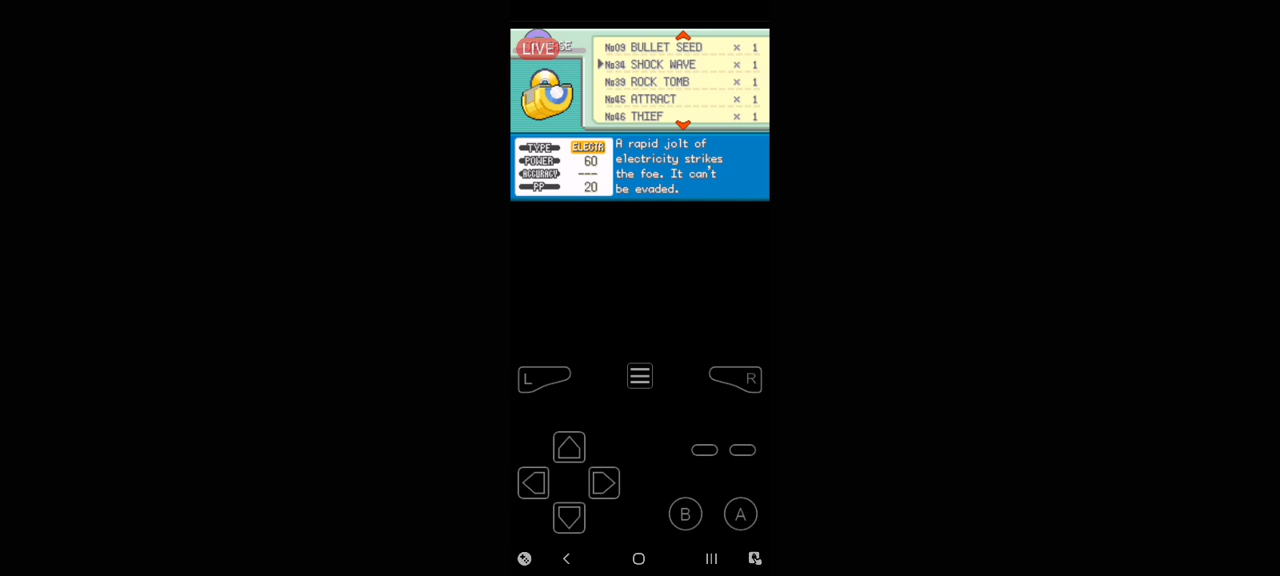 LIVE
No09 BULLET SEED × 1
No34 SHOCK WAVE × 1
No39 ROCK TOMB × 1
No45 ATTRACT × 1
No46 THIEF × 1
TYPE ELECTR
POWER 60
ACCURACY ---
PP 20
A rapid jolt of
electricity strikes
the foe. It can't
be evaded.
L
R
B
A